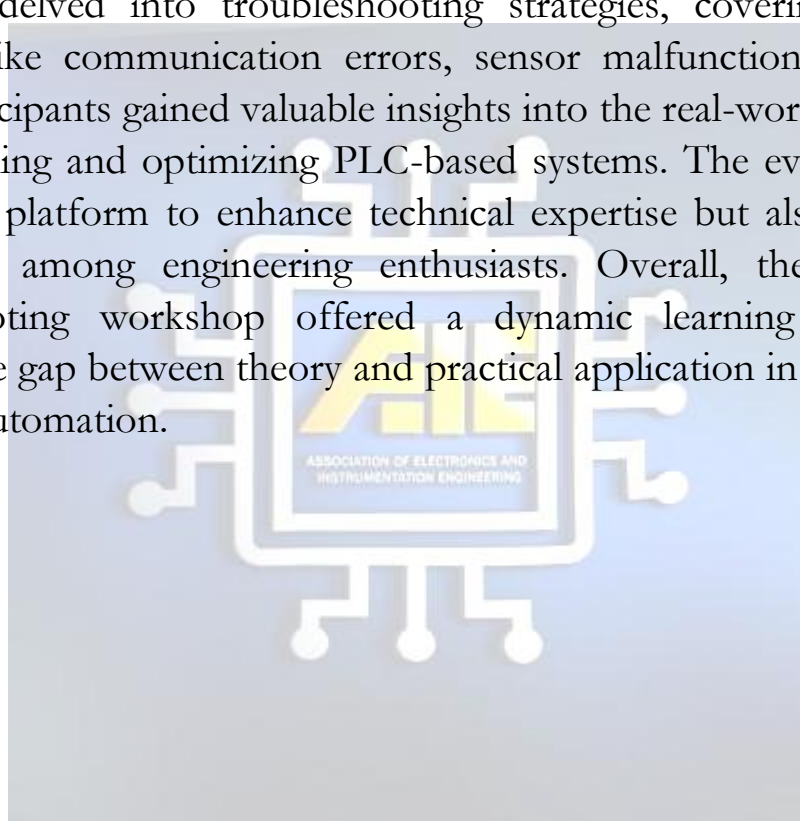 delved into troubleshooting strategies, coverin
ike communication errors, sensor malfunction
cipants gained valuable insights into the real-wor
ing and optimizing PLC-based systems. The ev
platform to enhance technical expertise but als
among engineering enthusiasts. Overall, the
oting workshop offered a dynamic learning
e gap between theory and practical application in
utomation.
AIE
ASSOCIATION OF ELECTRONICS AND
INSTRUMENTATION ENGINEERING